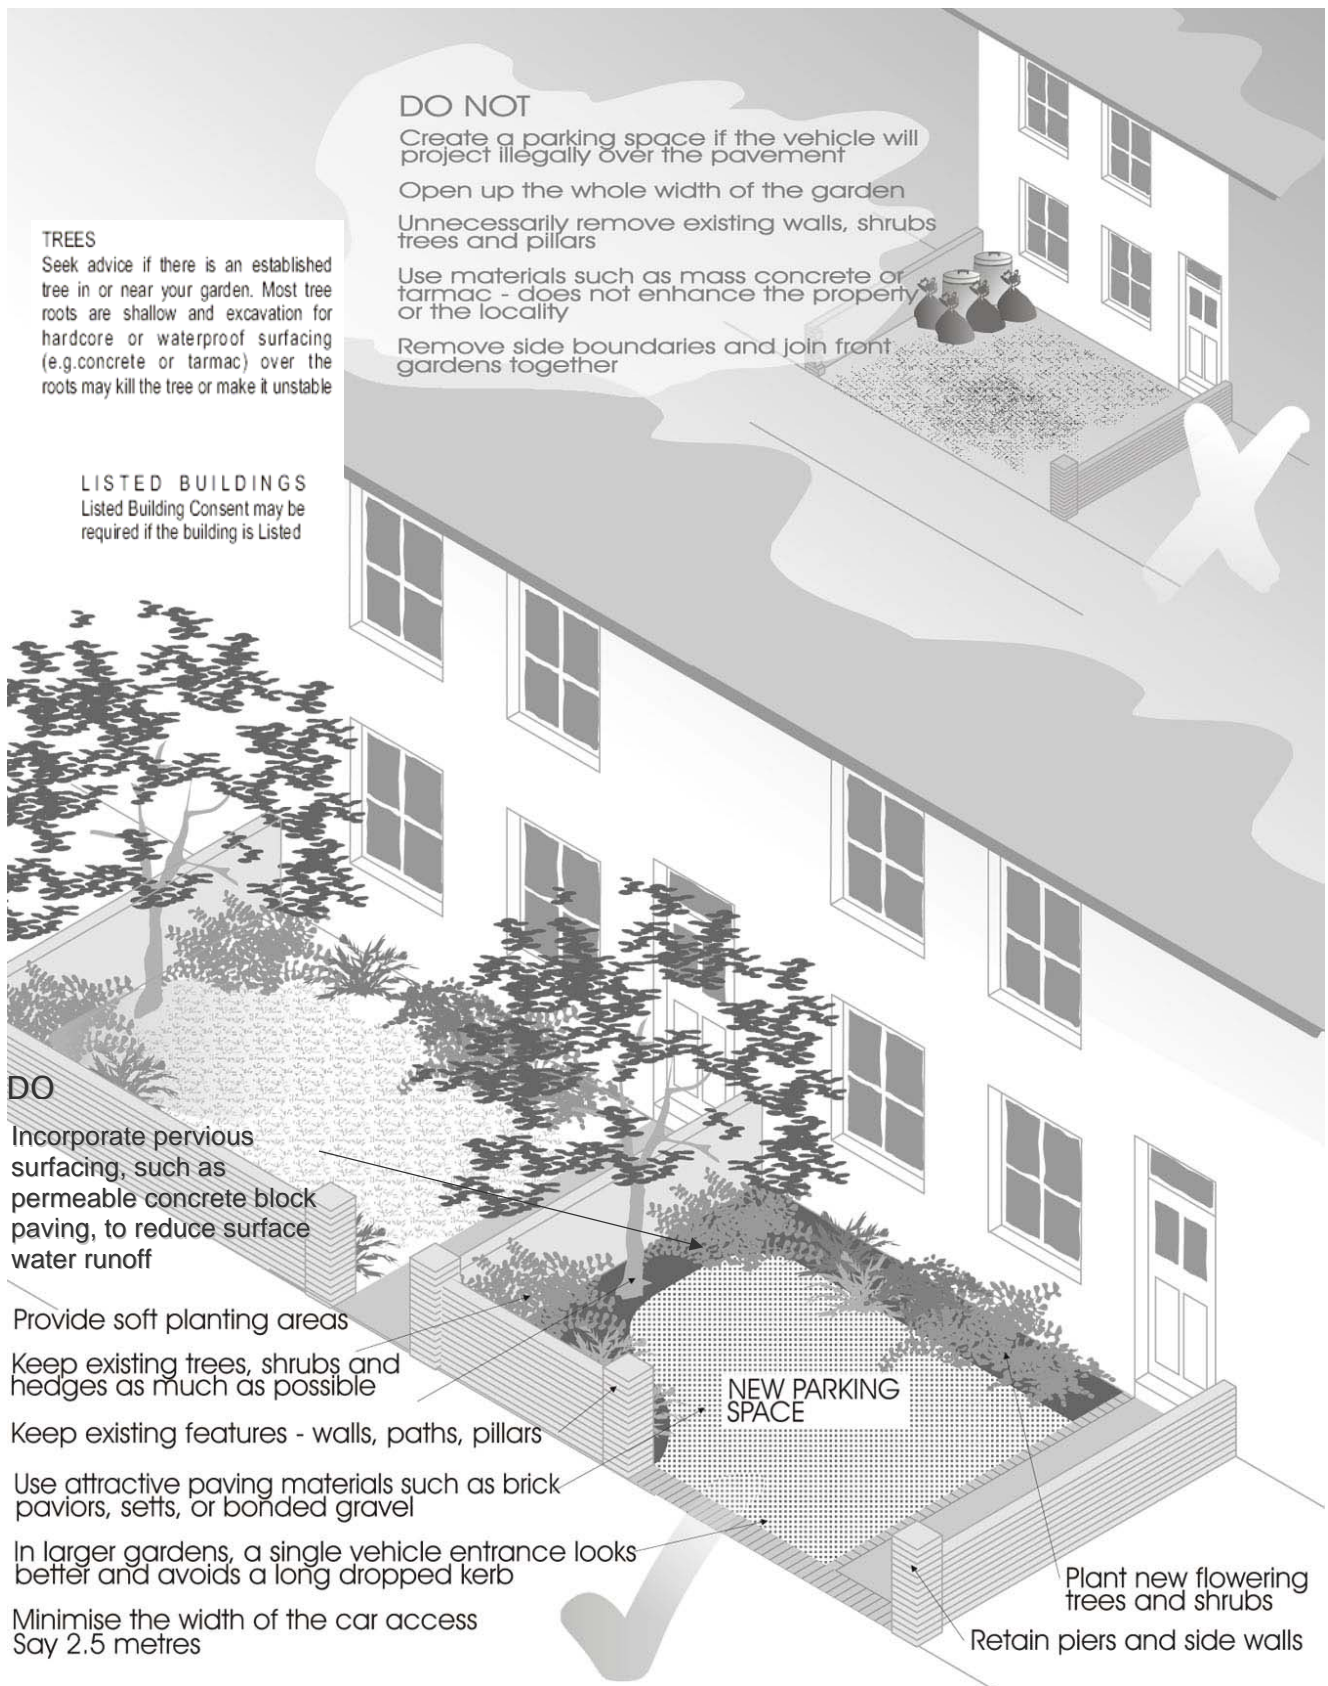 DO NOT
Create a parking space if the vehicle will
project illegally over the pavement
Open up the whole width of the garden
Unnecessarily remove existing walls, shrubs
trees and pillars
Use materials such as mass concrete or
tarmac - does not enhance the property
or the locality
Remove side boundaries and join front
gardens together
TREES
Seek advice if there is an established
tree in or near your garden. Most tree
roots are shallow and excavation for
hardcore or waterproof surfacing
(e.g.concrete or tarmac) over the
roots may kill the tree or make it unstable
LISTED BUILDINGS
Listed Building Consent may be
required if the building is Listed
DO
Incorporate pervious
surfacing, such as
permeable concrete block
paving, to reduce surface
water runoff
Provide soft planting areas
Keep existing trees, shrubs and
hedges as much as possible
Keep existing features - walls, paths, pillars
Use attractive paving materials such as brick
paviors, setts, or bonded gravel
In larger gardens, a single vehicle entrance looks
better and avoids a long dropped kerb
Minimise the width of the car access
Say 2.5 metres
NEW PARKING
SPACE
Plant new flowering
trees and shrubs
Retain piers and side walls